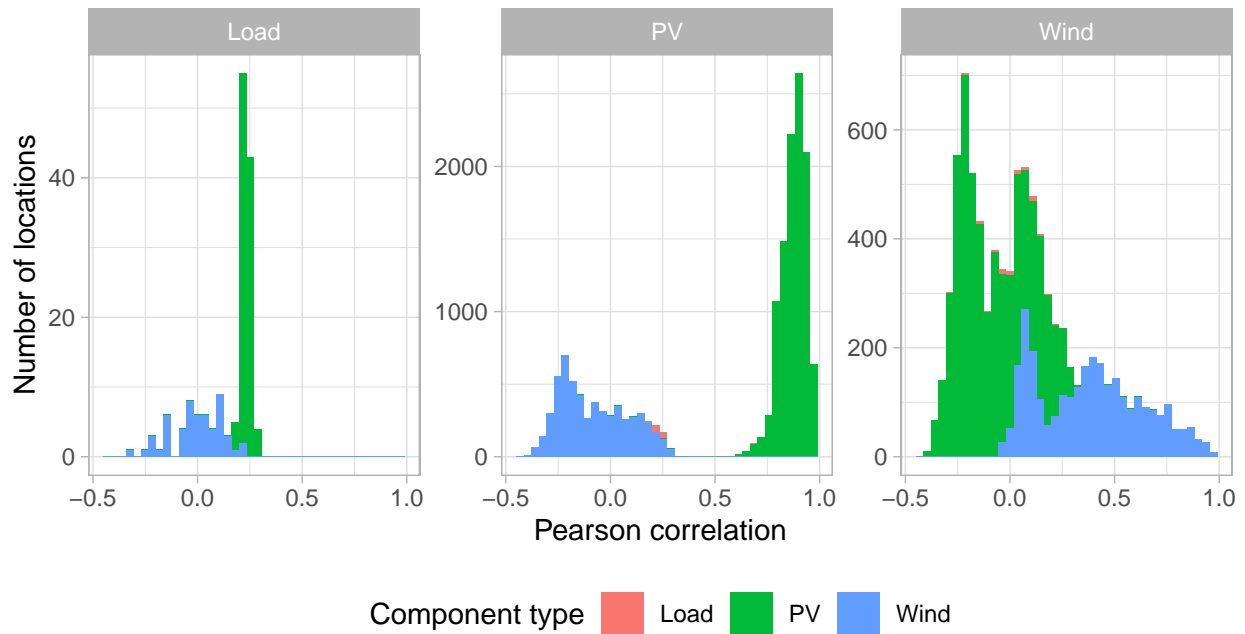 Load PV Wind
Number of locations
0 20 40
0 1000 2000
0 200 400 600
−0.5 0.0 0.5 1.0 −0.5 0.0 0.5 1.0 −0.5 0.0 0.5 1.0
Pearson correlation
Component type Load PV Wind